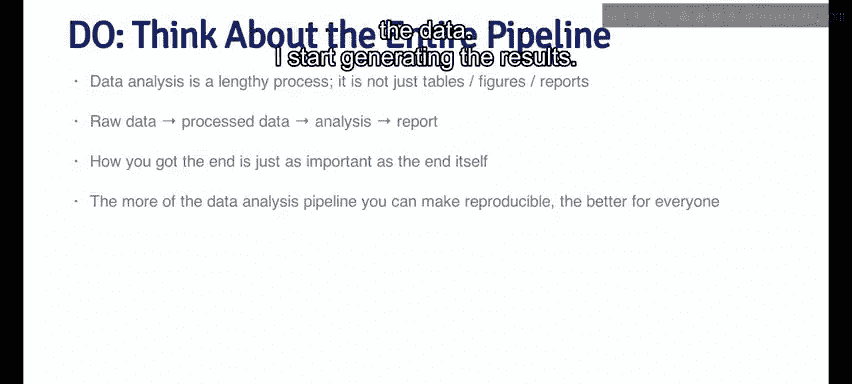 DO: Think About the Entire Pipeline
the data.
I start generating the results.
· Data analysis is a lengthy process; it is not just tables / figures / reports
· Raw data → processed data → analysis → report
· How you got the end is just as important as the end itself
· The more of the data analysis pipeline you can make reproducible, the better for everyone